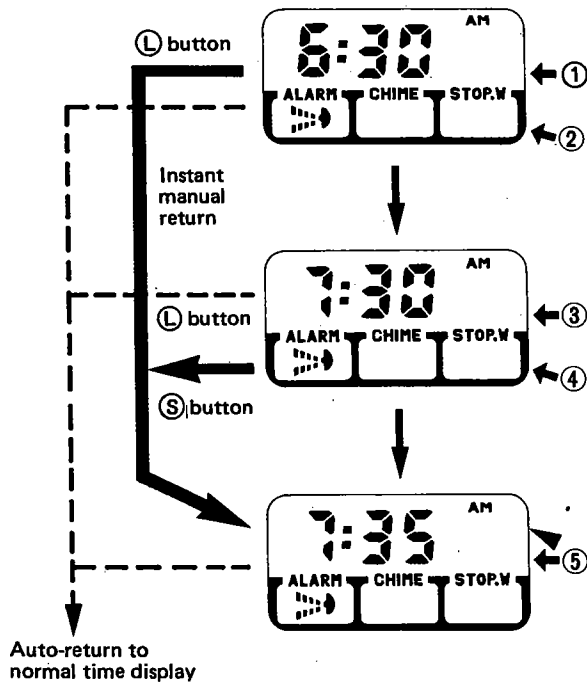 Ⓛ button
AM
6:30
①
ALARM CHIME STOP.W
②
Instant
manual
return
AM
7:30
③
Ⓛ button
ALARM CHIME STOP.W
④
Ⓢ button
AM
7:35
⑤
ALARM CHIME STOP.W
Auto-return to
normal time display